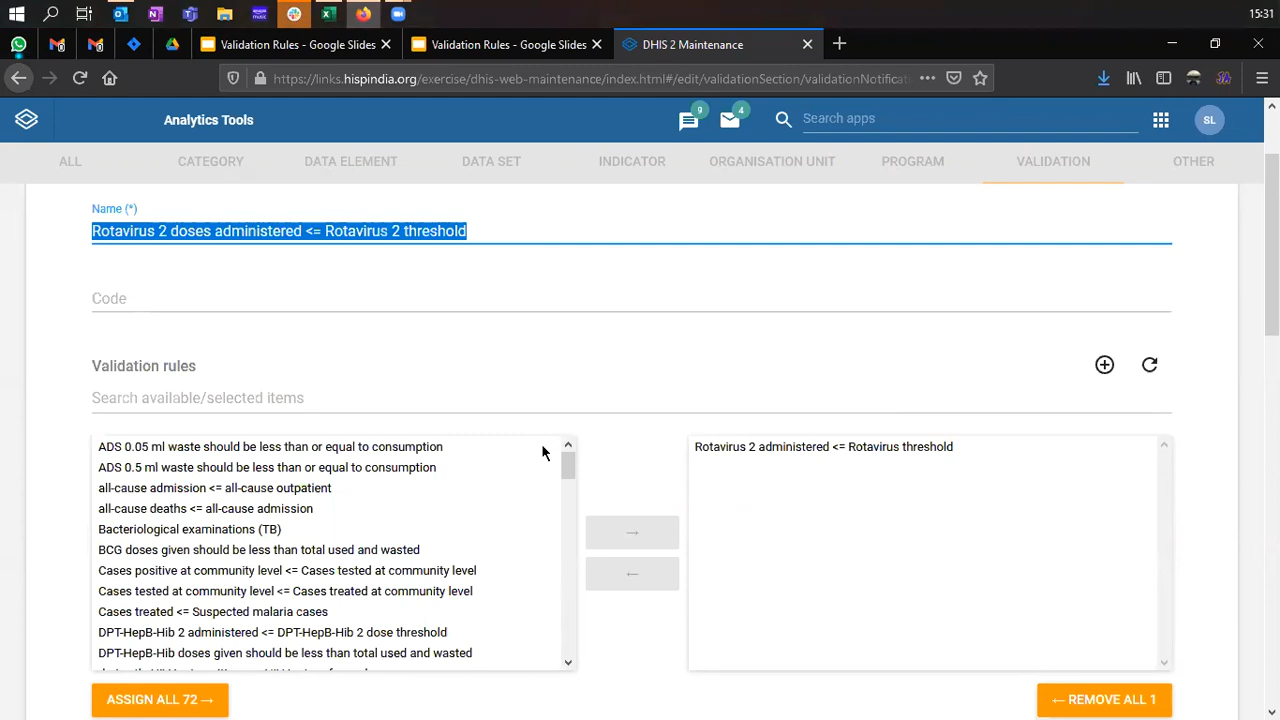 15:31
Validation Rules - Google Slides
Validation Rules - Google Slides
DHIS 2 Maintenance
https://links.hispindia.org/exercise/dhis-web-maintenance/index.html#/edit/validationSection/validationNotificat
Analytics Tools
9
4
Search apps
SL
ALL
CATEGORY
DATA ELEMENT
DATA SET
INDICATOR
ORGANISATION UNIT
PROGRAM
VALIDATION
OTHER
Name (*)
Rotavirus 2 doses administered <= Rotavirus 2 threshold
Code
Validation rules
Search available/selected items
ADS 0.05 ml waste should be less than or equal to consumption
ADS 0.5 ml waste should be less than or equal to consumption
all-cause admission <= all-cause outpatient
all-cause deaths <= all-cause admission
Bacteriological examinations (TB)
BCG doses given should be less than total used and wasted
Cases positive at community level <= Cases tested at community level
Cases tested at community level <= Cases treated at community level
Cases treated <= Suspected malaria cases
DPT-HepB-Hib 2 administered <= DPT-HepB-Hib 2 dose threshold
DPT-HepB-Hib doses given should be less than total used and wasted
Rotavirus 2 administered <= Rotavirus threshold
→
←
ASSIGN ALL 72 →
← REMOVE ALL 1